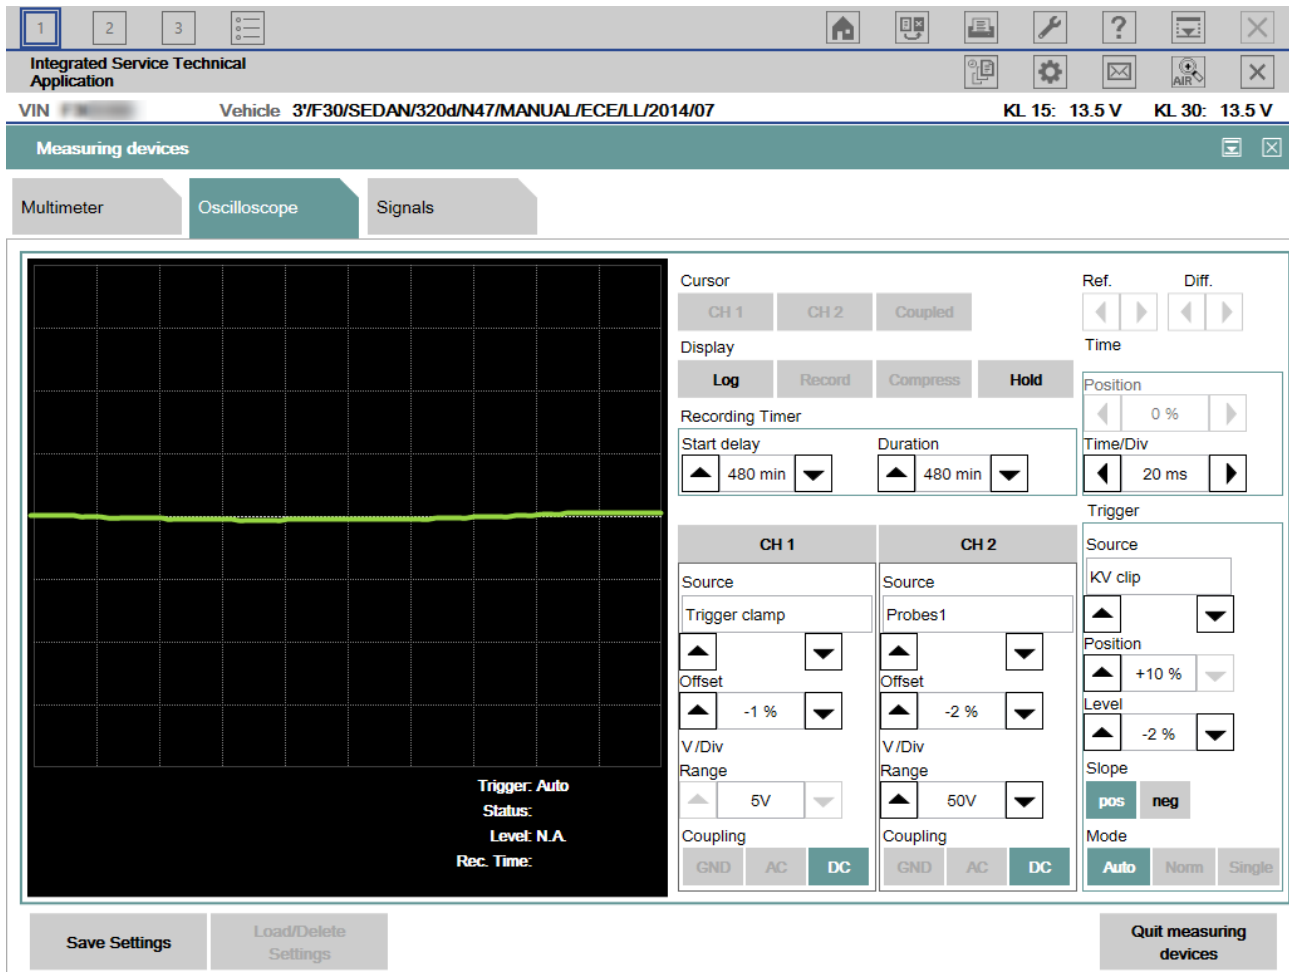 1 2 3
?
Integrated Service Technical
Application
AIR
VIN
Vehicle 3'/F30/SEDAN/320d/N47/MANUAL/ECE/LL/2014/07
KL 15: 13.5 V KL 30: 13.5 V
Measuring devices
Multimeter Oscilloscope Signals
Cursor
CH 1 CH 2 Coupled
Ref. Diff.
Display
Log Record Compress Hold
Time
Position
0 %
Recording Timer
Start delay Duration
480 min 480 min
Time/Div
20 ms
CH 1
Source
Trigger clamp
Offset
-1 %
V /Div
Range
5V
Coupling
GND AC DC
CH 2
Source
Probes1
Offset
-2 %
V /Div
Range
50V
Coupling
GND AC DC
Trigger
Source
KV clip
Position
+10 %
Level
-2 %
Slope
pos neg
Mode
Auto Norm Single
Trigger: Auto
Status:
Level: N.A.
Rec. Time:
Save Settings
Load/Delete
Settings
Quit measuring
devices